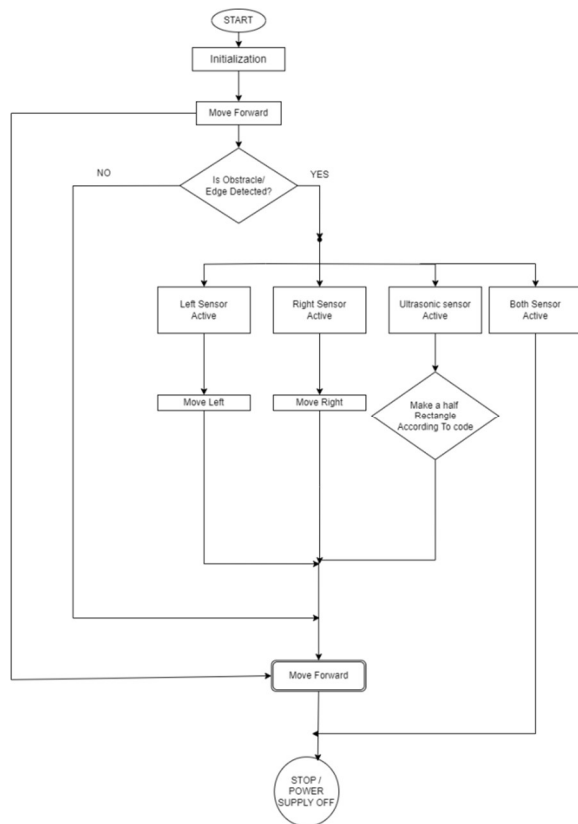 START
Initialization
Move Forward
NO
YES
Is Obstracle/
Edge Detected?
Left Sensor
Active
Right Sensor
Active
Ultrasonic sensor
Active
Both Sensor
Active
Move Left
Move Right
Make a half
Rectangle
According To code
Move Forward
STOP /
POWER
SUPPLY OFF